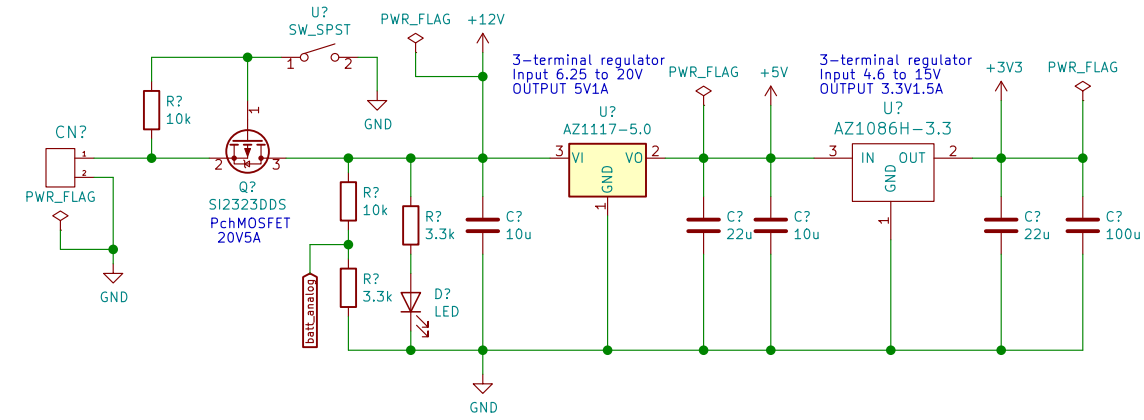 U?
SW_SPST
1
2
GND
R?
10k
1
CN?
1
2
PWR_FLAG
GND
2
3
Q?
SI2323DDS
PchMOSFET
20V5A
PWR_FLAG
+12V
R?
10k
R?
3.3k
batt_analog
R?
3.3k
D?
LED
C?
10u
GND
3-terminal regulator
Input 6.25 to 20V
OUTPUT 5V1A
U?
AZ1117-5.0
3
VI
VO
2
GND
1
PWR_FLAG
+5V
C?
22u
C?
10u
3-terminal regulator
Input 4.6 to 15V
OUTPUT 3.3V1.5A
U?
AZ1086H-3.3
3
IN
OUT
2
GND
1
+3V3
PWR_FLAG
C?
22u
C?
100u